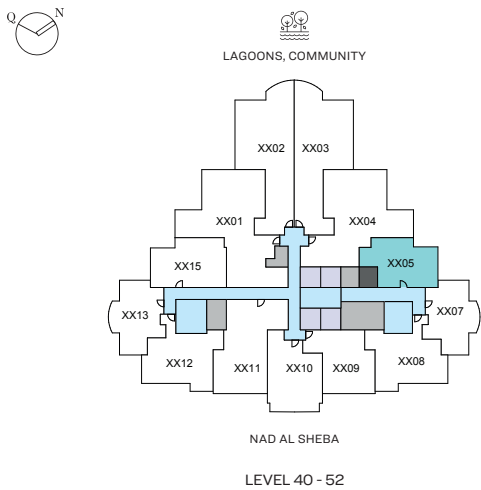 Q N
LAGOONS, COMMUNITY
XX02 XX03
XX01 XX04
XX15 XX05
XX13 XX07
XX12 XX11 XX10 XX09 XX08
NAD AL SHEBA
LEVEL 40 - 52